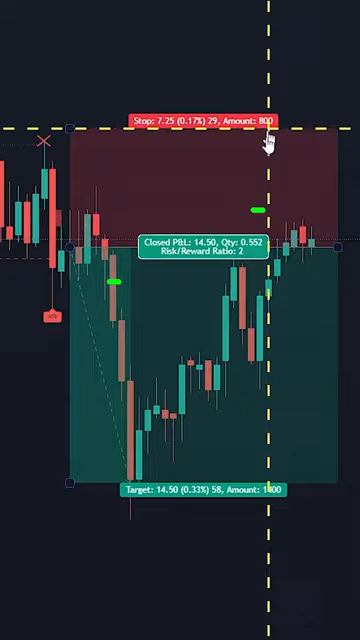 Stop: 7.25 (0.17%) 29, Amount: 800
Closed P&L: 14.50, Qty: 0.552
Risk/Reward Ratio: 2
Target: 14.50 (0.33%) 58, Amount: 1400